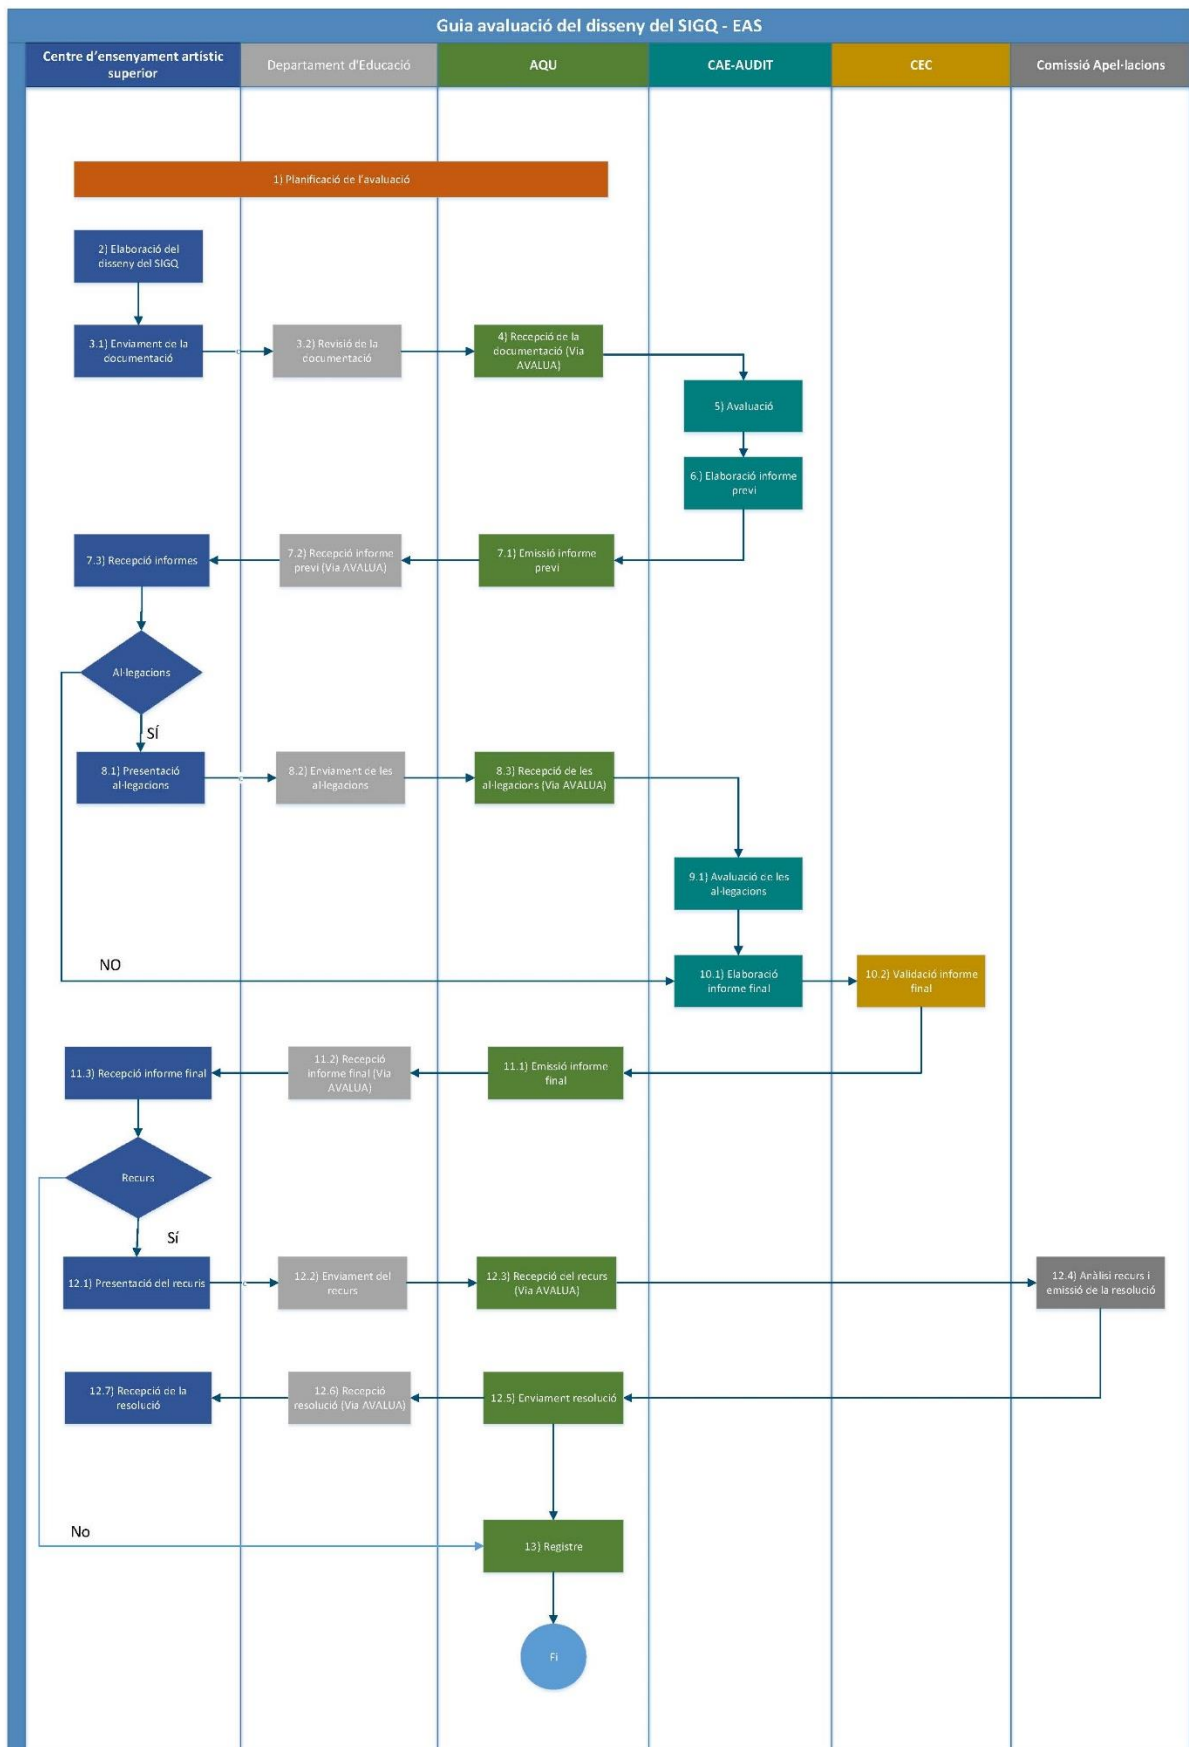 Guia avaluació del disseny del SIGQ - EAS
Centre d'ensenyament artístic
superior
Departament d'Educació
AQU
CAE-AUDIT
CEC
Comissió Apel·lacions
1) Planificació de l'avaluació
2) Elaboració del
disseny del SIGQ
3.1) Enviament de la
documentació
3.2) Revisió de la
documentació
4) Recepció de la
documentació (Via
AVALUA)
5) Avaluació
6.) Elaboració informe
previ
7.3) Recepció informes
7.2) Recepció informe
previ (Via AVALUA)
7.1) Emissió informe
previ
Al·legacions
SÍ
8.1) Presentació
al·legacions
8.2) Enviament de les
al·legacions
8.3) Recepció de les
al·legacions (Via AVALUA)
9.1) Avaluació de les
al·legacions
NO
10.1) Elaboració
informe final
10.2) Validació informe
final
11.3) Recepció informe final
11.2) Recepció
informe final (Via
AVALUA)
11.1) Emissió informe
final
Recurs
Sí
12.1) Presentació del recuris
12.2) Enviament del
recurs
12.3) Recepció del recurs
(Via AVALUA)
12.4) Anàlisi recurs i
emissió de la resolució
12.7) Recepció de la
resolució
12.6) Recepció
resolució (Via AVALUA)
12.5) Enviament resolució
No
13) Registre
Fi